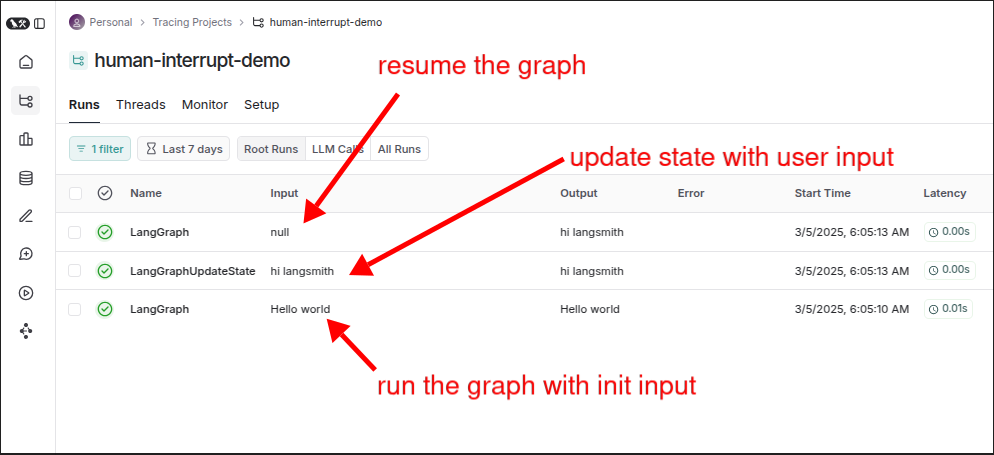 Personal > Tracing Projects > human-interrupt-demo
human-interrupt-demo
resume the graph
Runs Threads Monitor Setup
1 filter Last 7 days Root Runs LLM Calls All Runs
update state with user input
Name Input Output Error Start Time Latency
LangGraph null hi langsmith 3/5/2025, 6:05:13 AM 0.00s
LangGraphUpdateState hi langsmith hi langsmith 3/5/2025, 6:05:13 AM 0.00s
LangGraph Hello world Hello world 3/5/2025, 6:05:10 AM 0.01s
run the graph with init input